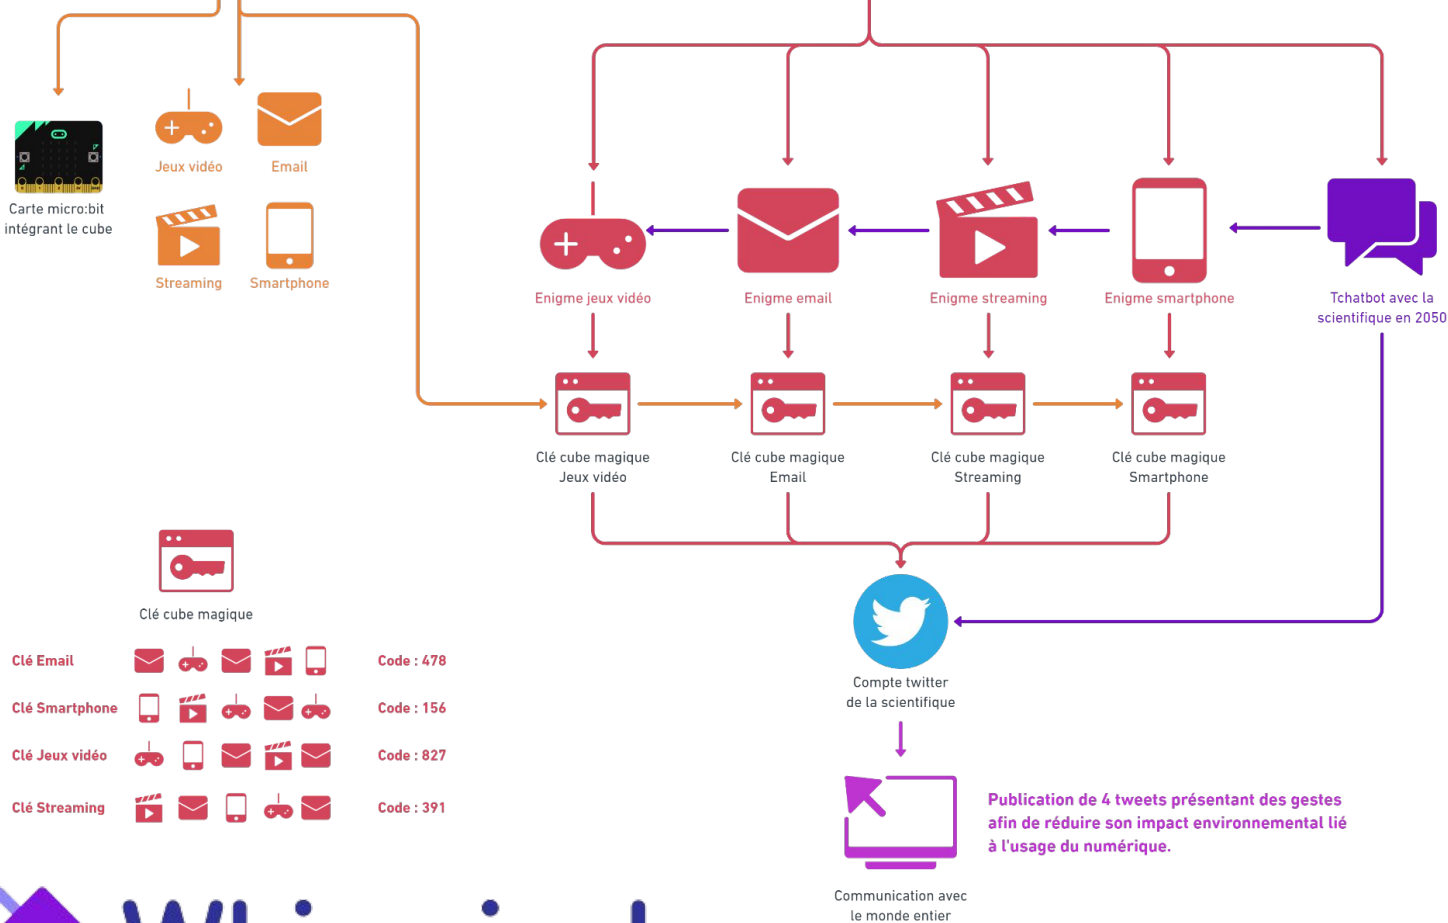 Jeux vidéo
Email
Carte micro:bit
intégrant le cube
Streaming
Smartphone
Enigme jeux vidéo
Enigme email
Enigme streaming
Enigme smartphone
Tchatbot avec la
scientifique en 2050
Clé cube magique
Jeux vidéo
Clé cube magique
Email
Clé cube magique
Streaming
Clé cube magique
Smartphone
Clé cube magique
Clé Email
Code : 478
Clé Smartphone
Code : 156
Clé Jeux vidéo
Code : 827
Clé Streaming
Code : 391
Compte twitter
de la scientifique
Publication de 4 tweets présentant des gestes
afin de réduire son impact environnemental lié
à l'usage du numérique.
Communication avec
le monde entier